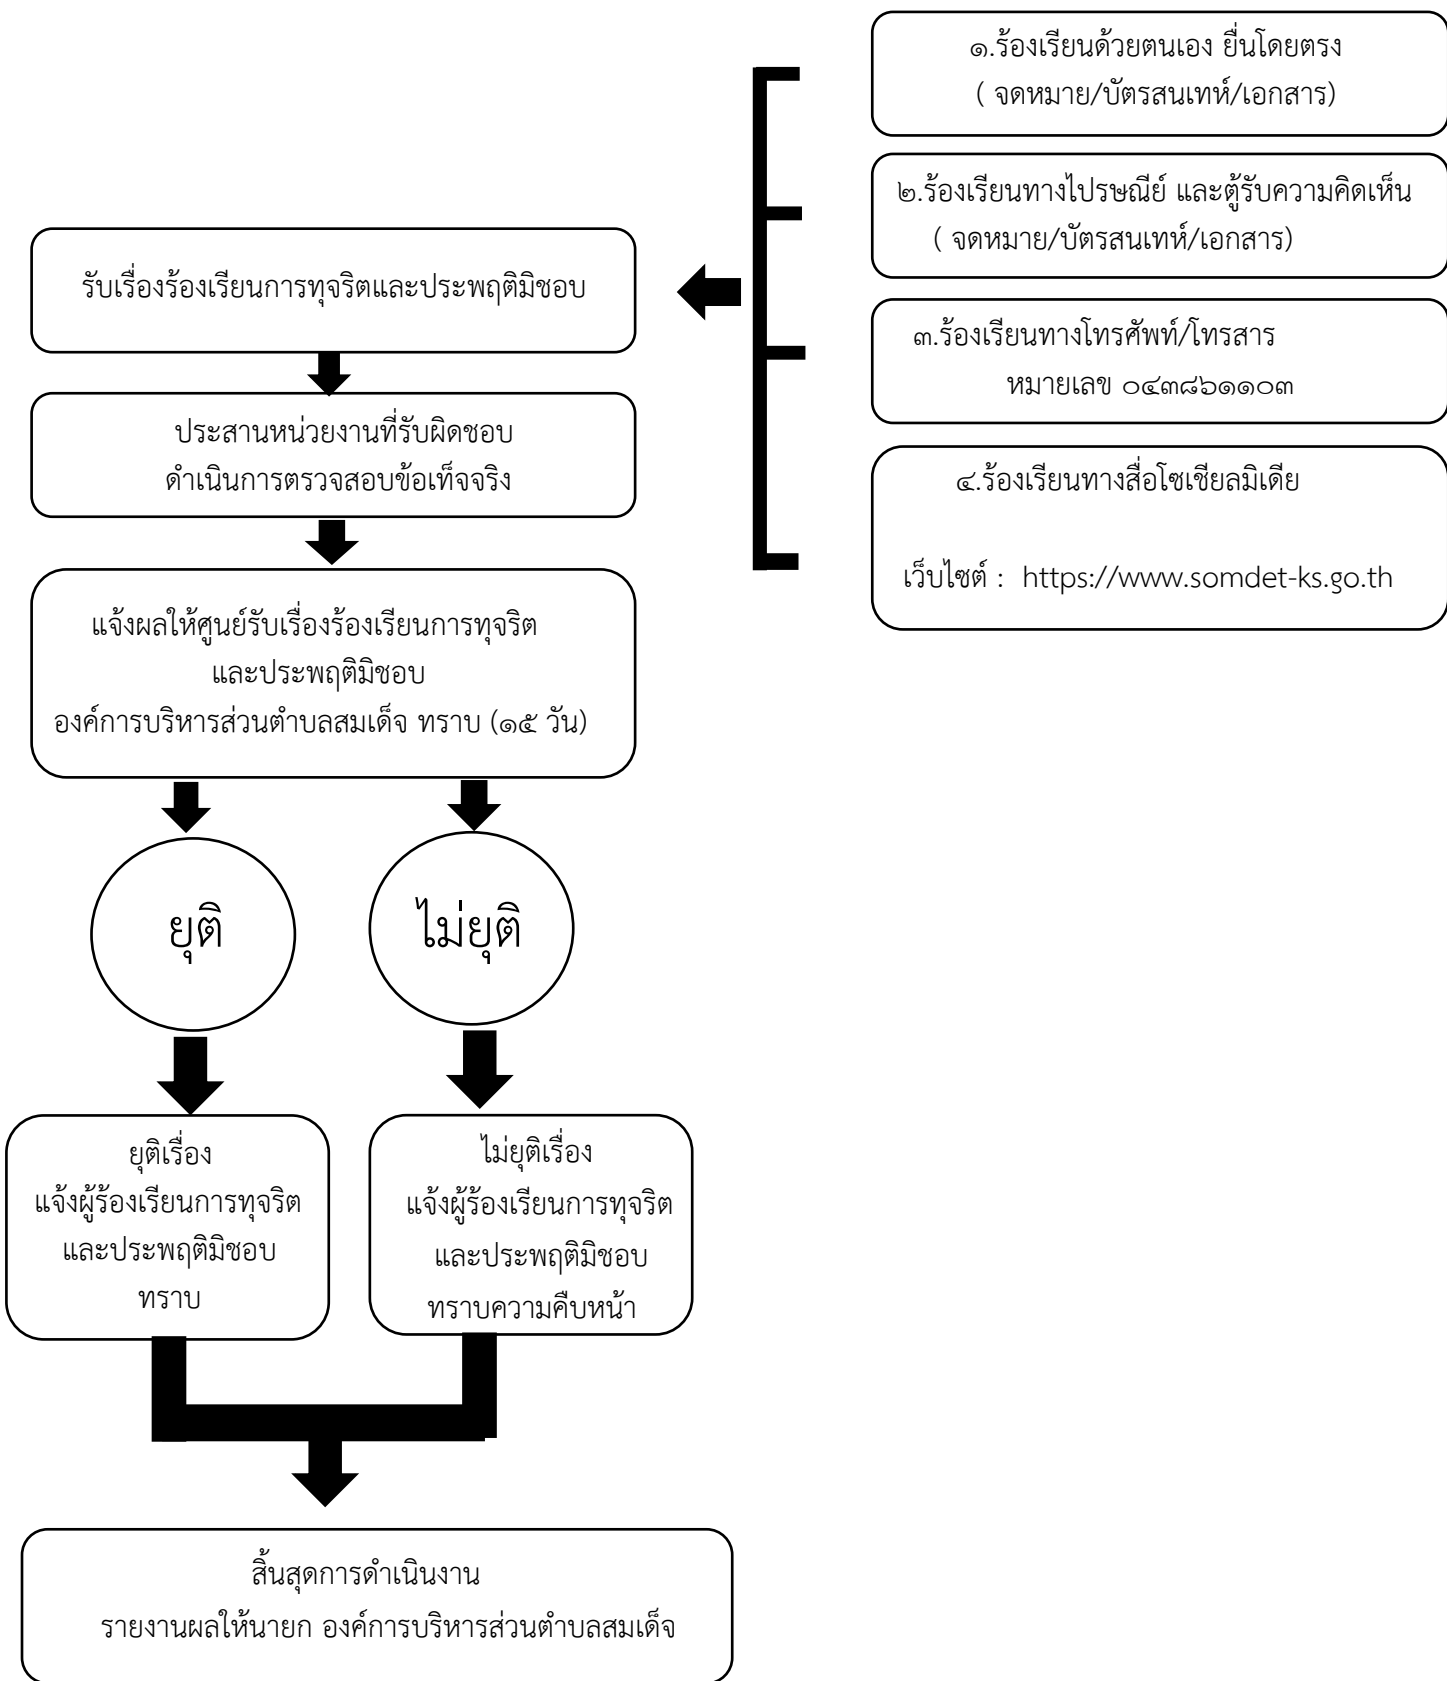 ๑.ร้องเรียนด้วยตนเอง ยื่นโดยตรง
( จดหมาย/บัตรสนเทห์/เอกสาร)
๒.ร้องเรียนทางไปรษณีย์ และตู้รับความคิดเห็น
( จดหมาย/บัตรสนเทห์/เอกสาร)
๓.ร้องเรียนทางโทรศัพท์/โทรสาร
หมายเลข ๐๔๓๘๖๑๑๐๓
๔.ร้องเรียนทางสื่อโซเชียลมิเดีย
เว็บไซต์ : https://www.somdet-ks.go.th
รับเรื่องร้องเรียนการทุจริตและประพฤติมิชอบ
ประสานหน่วยงานที่รับผิดชอบ
ดำเนินการตรวจสอบข้อเท็จจริง
แจ้งผลให้ศูนย์รับเรื่องร้องเรียนการทุจริต
และประพฤติมิชอบ
องค์การบริหารส่วนตำบลสมเด็จ ทราบ (๑๕ วัน)
ยุติ
ไม่ยุติ
ยุติเรื่อง
แจ้งผู้ร้องเรียนการทุจริต
และประพฤติมิชอบ
ทราบ
ไม่ยุติเรื่อง
แจ้งผู้ร้องเรียนการทุจริต
และประพฤติมิชอบ
ทราบความคืบหน้า
สิ้นสุดการดำเนินงาน
รายงานผลให้นายก องค์การบริหารส่วนตำบลสมเด็จ